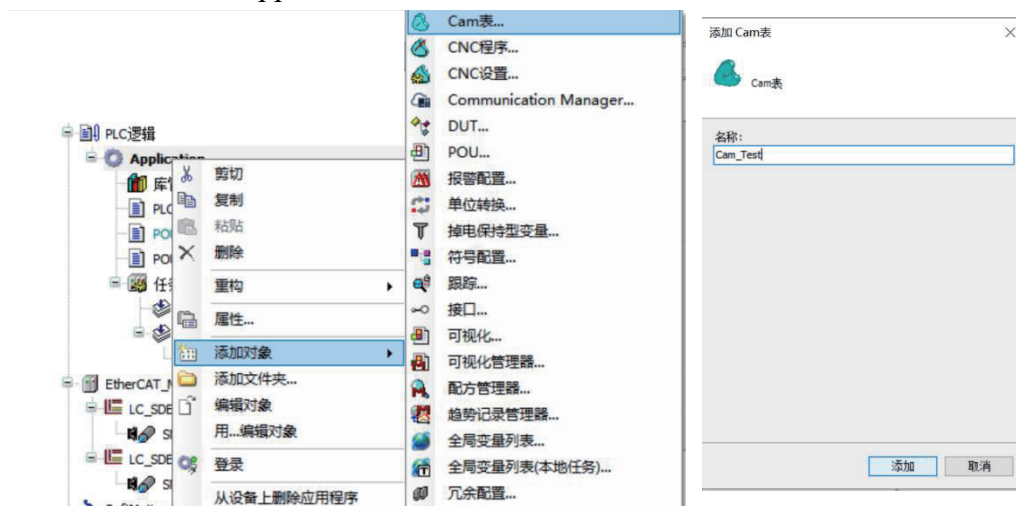 PLC逻辑
Application
剪切
复制
粘贴
删除
重构
属性...
添加对象
添加文件夹...
编辑对象
用...编辑对象
登录
从设备上删除应用程序
EtherCAT_
LC_SDE
LC_SDE
Cam表...
CNC程序...
CNC设置...
Communication Manager...
DUT...
POU...
报警配置...
单位转换...
掉电保持型变量...
符号配置...
跟踪...
接口...
可视化...
可视化管理器...
配方管理器...
趋势记录管理器...
全局变量列表...
全局变量列表(本地任务)...
冗余配置...
添加 Cam表
Cam表
名称:
Cam_Test
添加
取消